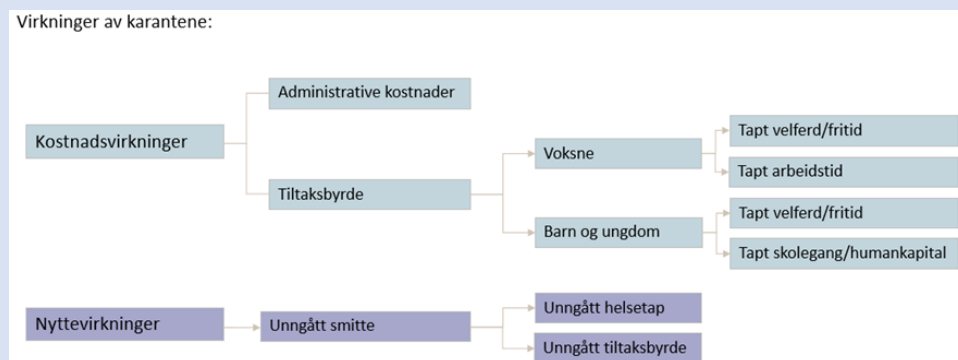 Virkninger av karantene:
Kostnadsvirkninger
Administrative kostnader
Tiltaksbyrde
Voksne
Tapt velferd/fritid
Tapt arbeidstid
Barn og ungdom
Tapt velferd/fritid
Tapt skolegang/humankapital
Nyttevirkninger
Unngått smitte
Unngått helsetap
Unngått tiltaksbyrde